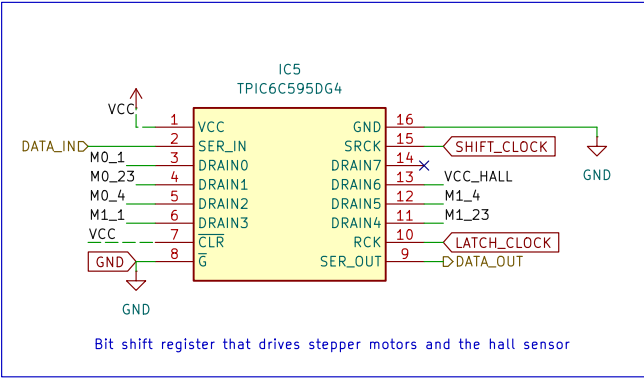 IC5
TPIC6C595DG4
VCC
1 VCC GND 16
DATA_IN 2 SER_IN SRCK 15 SHIFT_CLOCK
M0_1 3 DRAIN0 DRAIN7 14
M0_23 4 DRAIN1 DRAIN6 13 VCC_HALL
M0_4 5 DRAIN2 DRAIN5 12 M1_4
M1_1 6 DRAIN3 DRAIN4 11 M1_23
VCC 7 CLR RCK 10 LATCH_CLOCK
GND 8 G SER_OUT 9 DATA_OUT
GND
GND
Bit shift register that drives stepper motors and the hall sensor